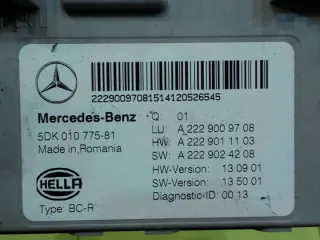 2229009708151412052​6545
Mercedes-Benz Q: 01
5DK 010 775-81 LU: A 222 900 97 08
Made in Romania HW: A 222 901 11 03
SW: A 222 902 42 08
HELLA HW-Version: 13 09 01
SW-Version: 13 50 01
Type: BC-R Diagnostic-ID: 00 13